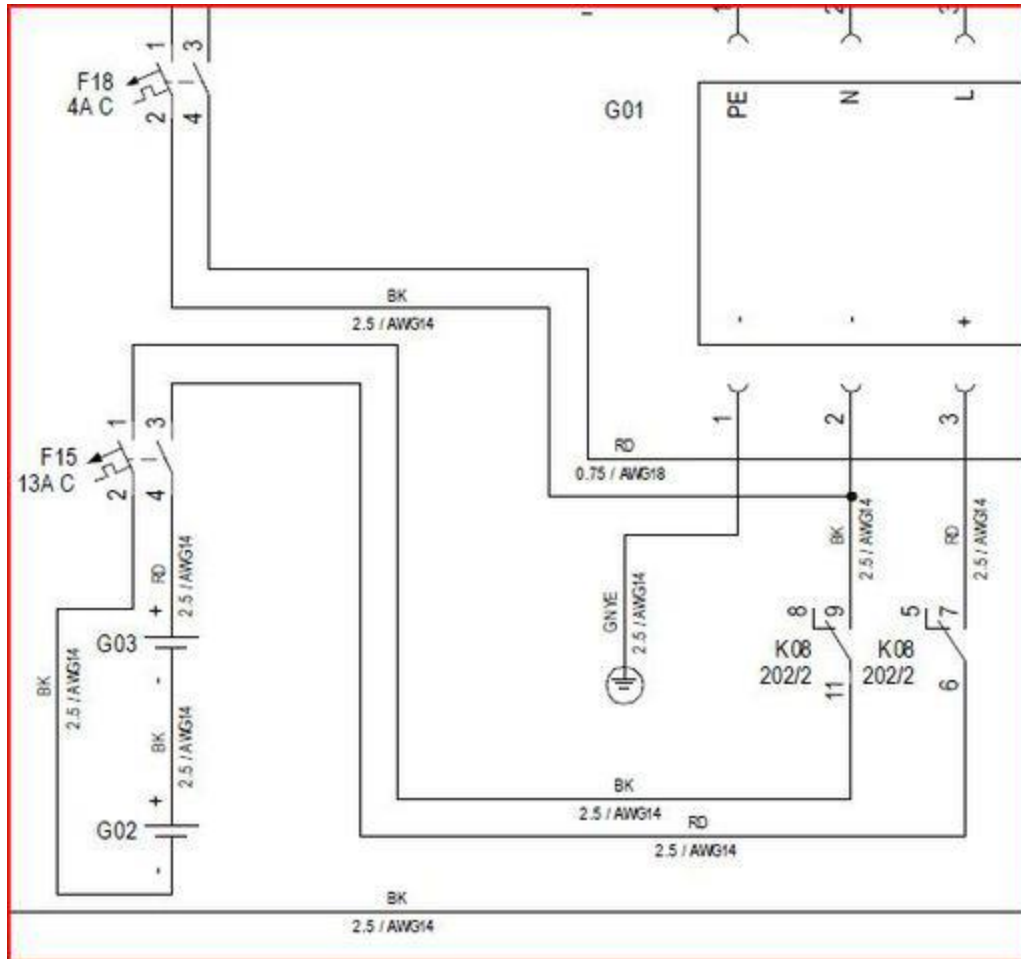 1
3
F18
4A C
2
4
G01
PE
N
L
-
-
+
1
2
3
BK
2.5 / AWG14
RD
0.75 / AWG18
1
3
F15
13A C
2
4
RD
2.5 / AWG14
+
G03
-
BK
2.5 / AWG14
BK
2.5 / AWG14
+
G02
-
GNYE
2.5 / AWG14
BK
2.5 / AWG14
RD
2.5 / AWG14
8
9
K08
202/2
11
5
7
K08
202/2
6
BK
2.5 / AWG14
RD
2.5 / AWG14
BK
2.5 / AWG14